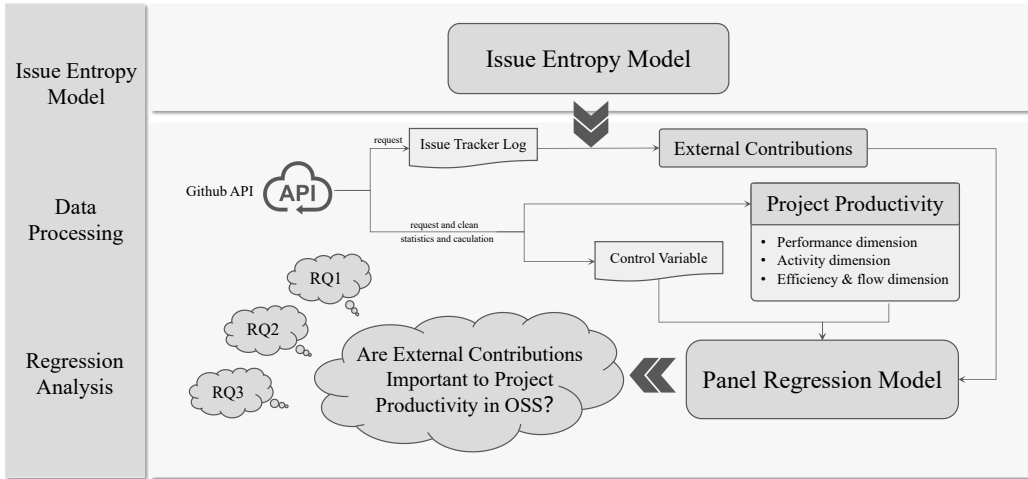 Issue Entropy
Model
Issue Entropy Model
Data
Processing
request
Issue Tracker Log
External Contributions
Github API
API
request and clean
statistics and caculation
Control Variable
Project Productivity
• Performance dimension
• Activity dimension
• Efficiency & flow dimension
Regression
Analysis
RQ1
RQ2
RQ3
Are External Contributions
Important to Project
Productivity in OSS?
Panel Regression Model